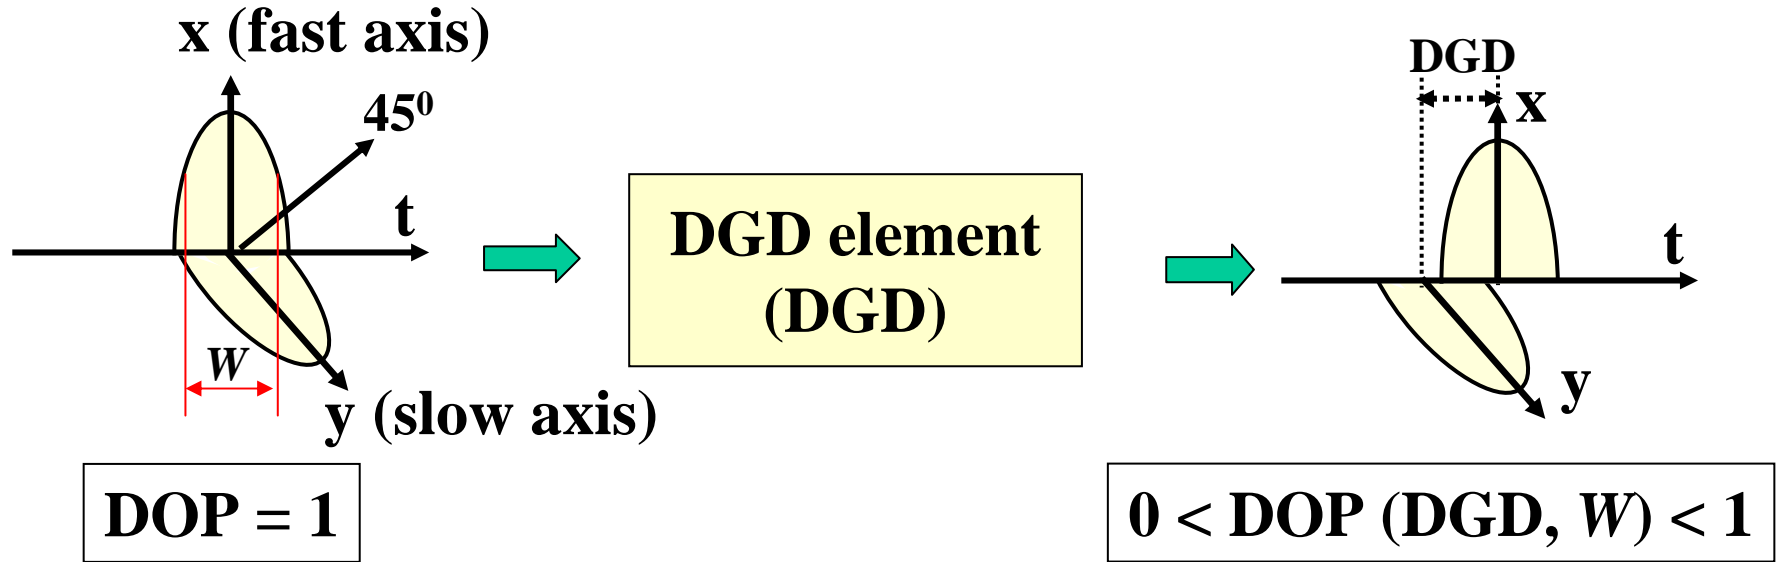 x (fast axis)
45⁰
t
W
y (slow axis)
DOP = 1
DGD element
(DGD)
DGD
x
t
y
0 < DOP (DGD, W) < 1